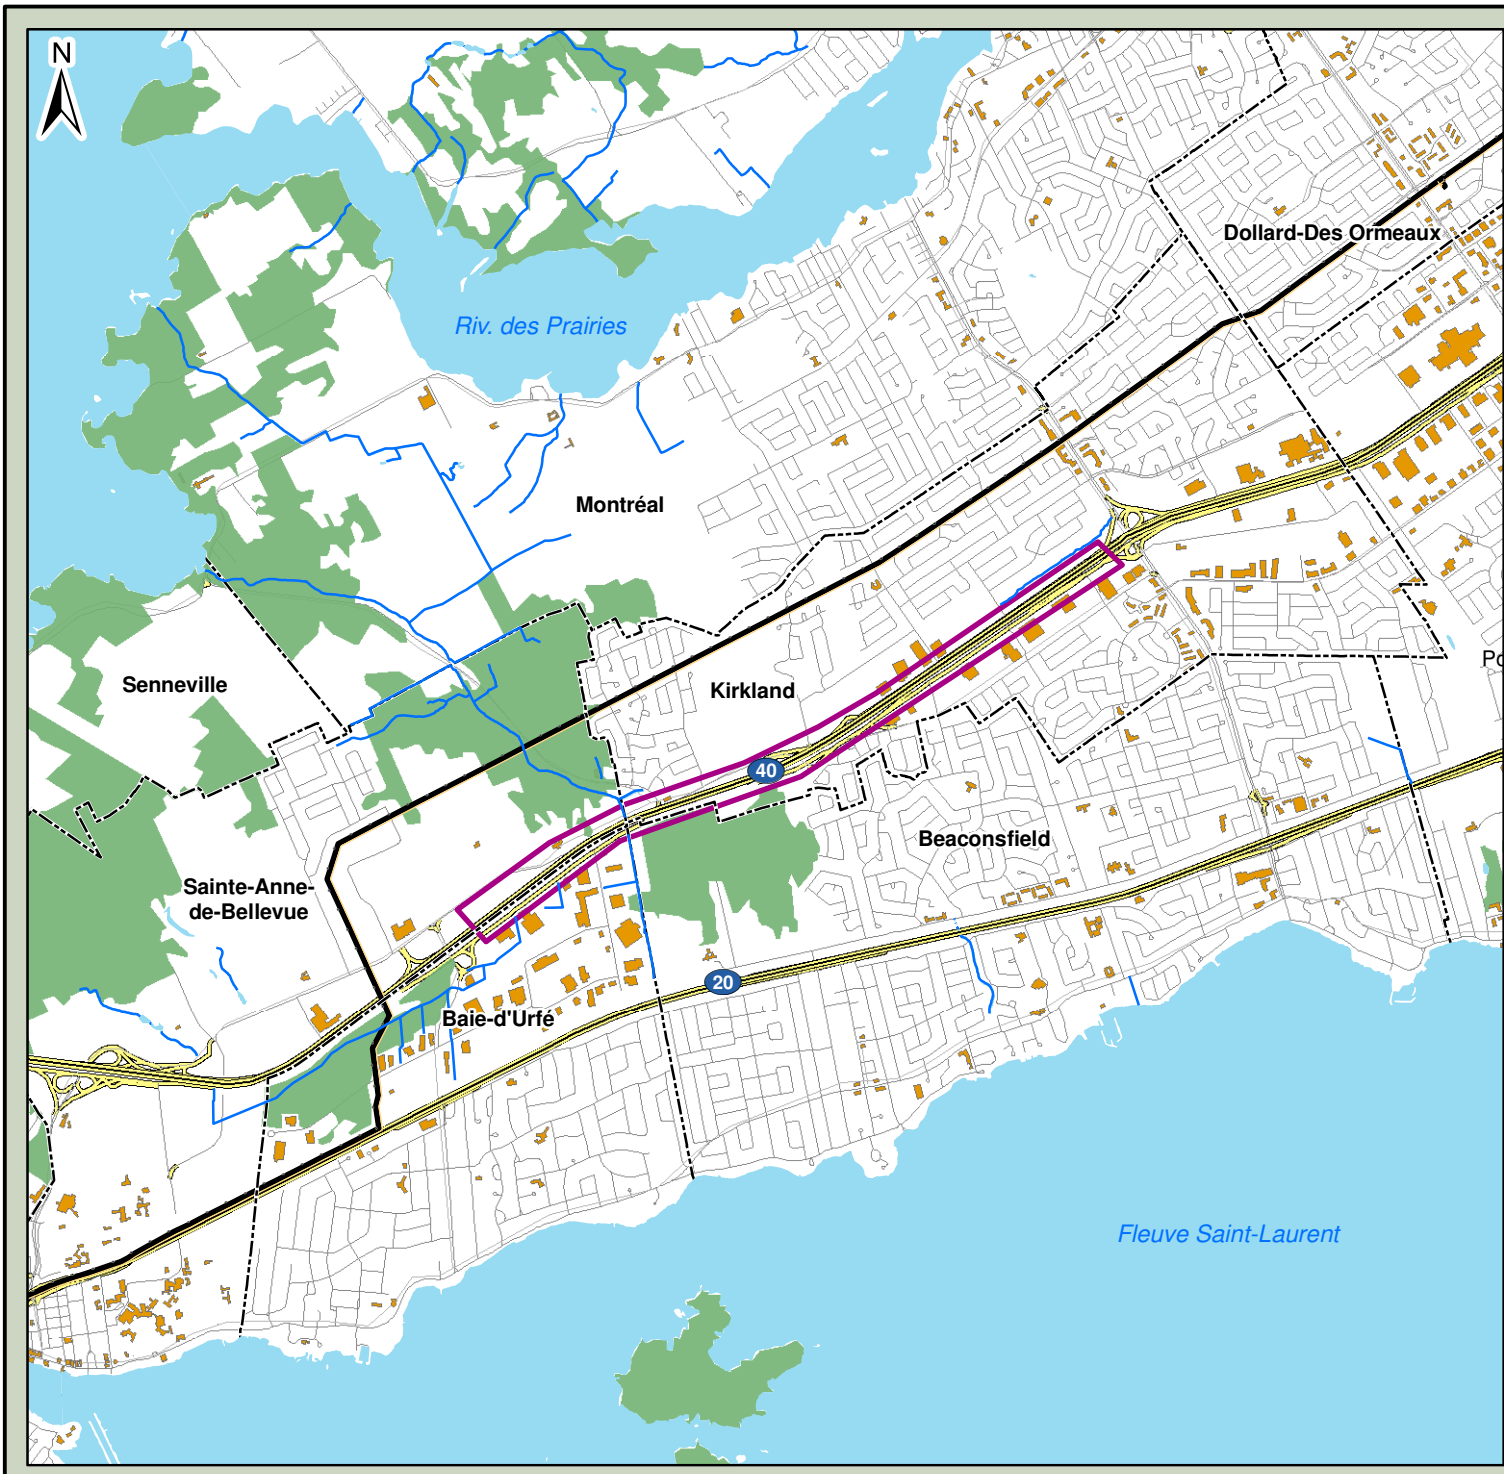 N
Dollard-Des Ormeaux
Riv. des Prairies
Montréal
Senneville
Kirkland
Po
40
Beaconsfield
Sainte-Anne-
de-Bellevue
20
Baie-d'Urfé
Fleuve Saint-Laurent